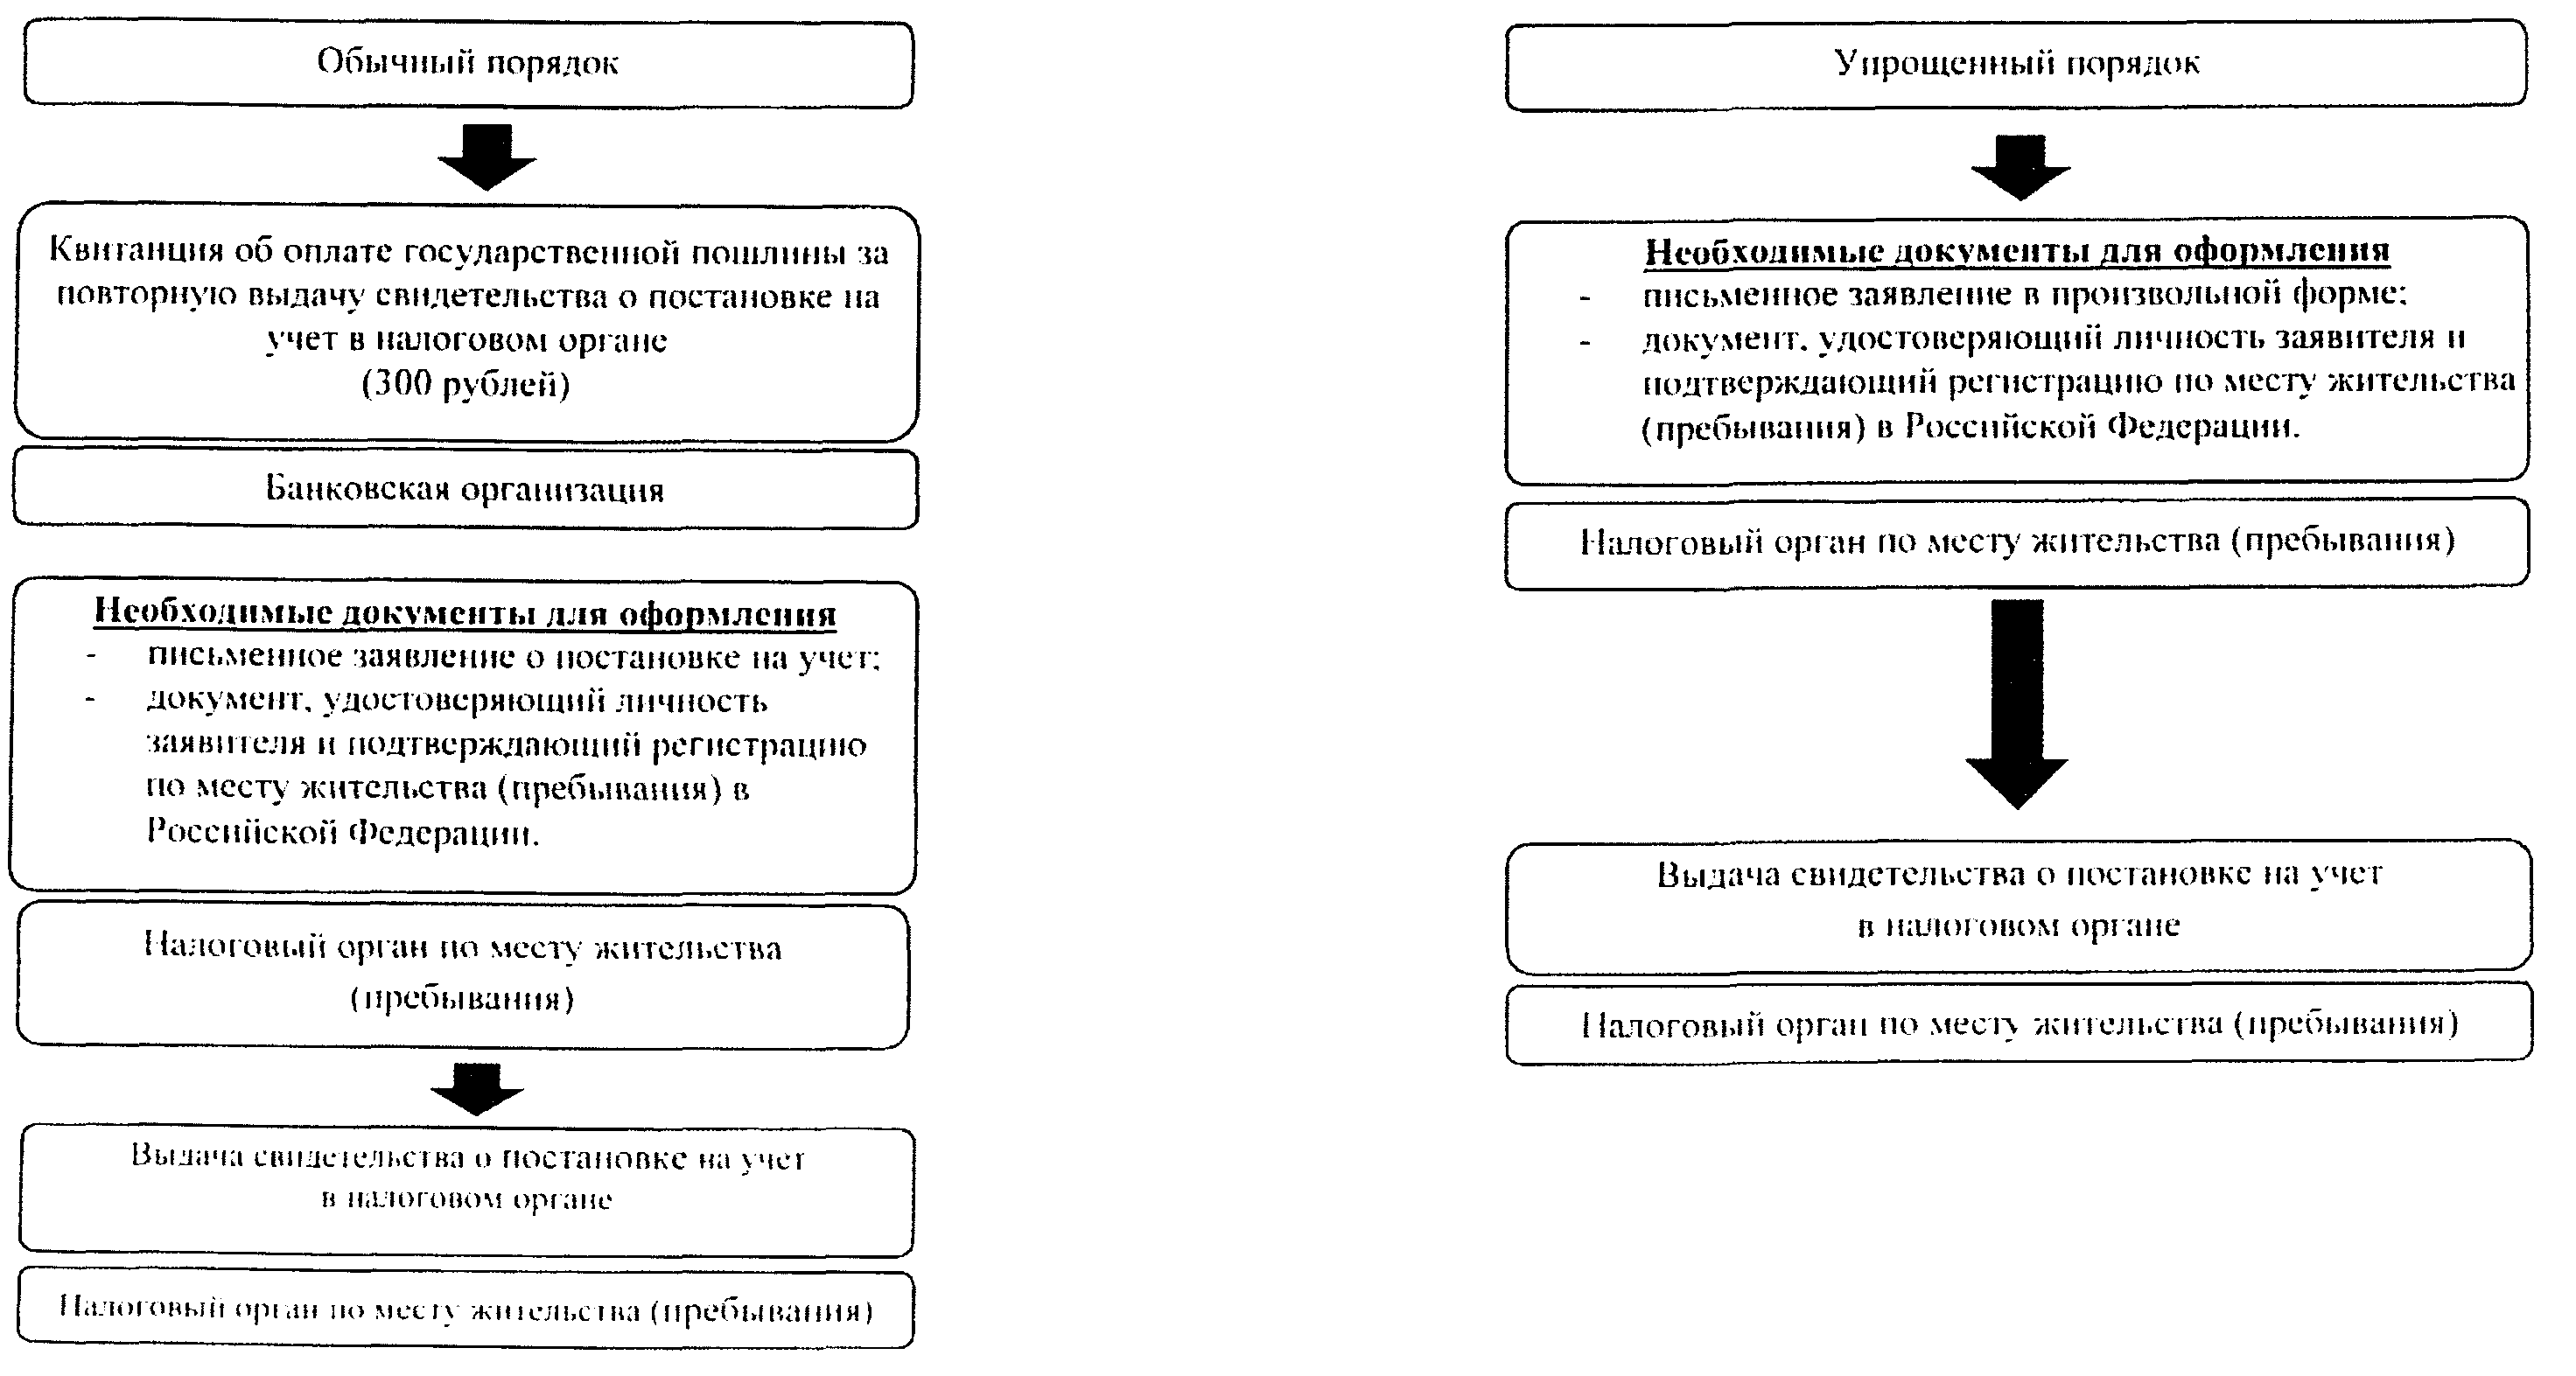 Обычный порядок
Квитанция об оплате государственной пошлины за
повторную выдачу свидетельства о постановке на
учет в налоговом органе
(300 рублей)
Банковская организация
Необходимые документы для оформления
- письменное заявление о постановке на учет;
- документ, удостоверяющий личность
заявителя и подтверждающий регистрацию
по месту жительства (пребывания) в
Российской Федерации.
Налоговый орган по месту жительства
(пребывания)
Выдача свидетельства о постановке на учет
в налоговом органе
Налоговый орган по месту жительства (пребывания)
Упрощенный порядок
Необходимые документы для оформления
- письменное заявление в произвольной форме;
- документ, удостоверяющий личность заявителя и
подтверждающий регистрацию по месту жительства
(пребывания) в Российской Федерации.
Налоговый орган по месту жительства (пребывания)
Выдача свидетельства о постановке на учет
в налоговом органе
Налоговый орган по месту жительства (пребывания)